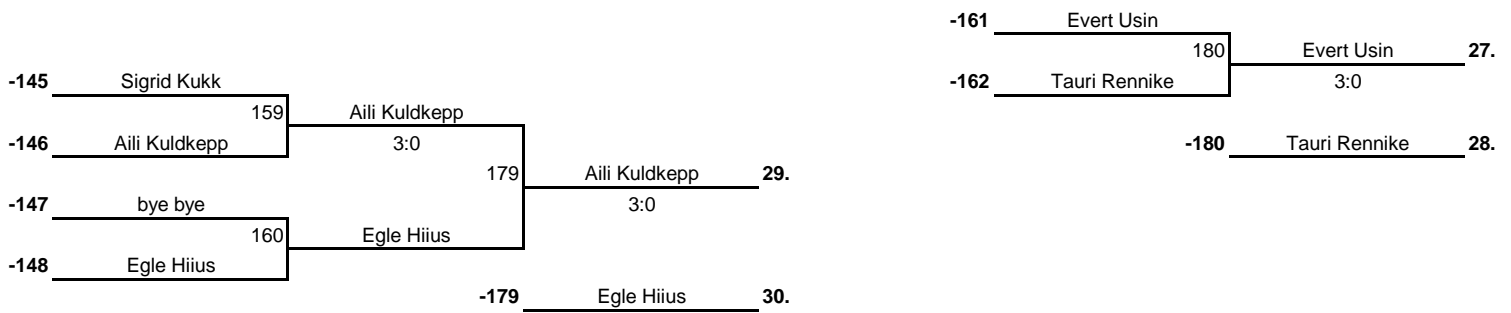 -161 Evert Usin
180 Evert Usin 27.
-145 Sigrid Kukk
-162 Tauri Rennike 3:0
159 Aili Kuldkepp
-146 Aili Kuldkepp 3:0
-180 Tauri Rennike 28.
179 Aili Kuldkepp 29.
-147 bye bye 3:0
160 Egle Hiius
-148 Egle Hiius
-179 Egle Hiius 30.